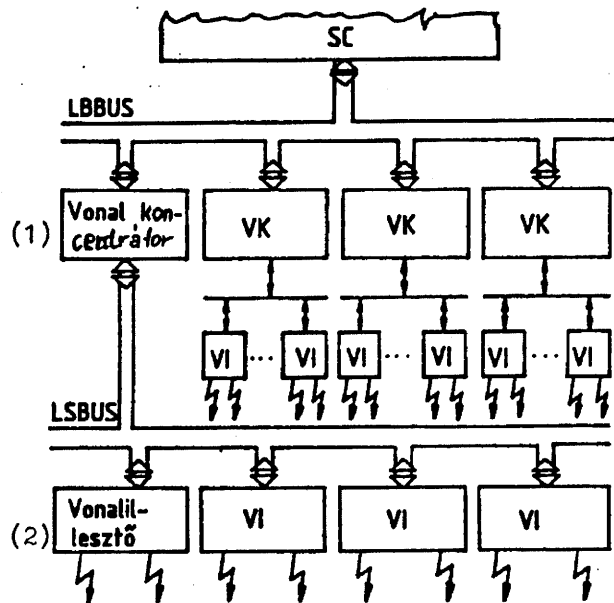 SC
LBBUS
(1)
Vonal kon-
cendrátor
VK
VK
VK
VI ... VI
VI ... VI
VI ... VI
LSBUS
(2)
Vonalil-
lesztő
VI
VI
VI